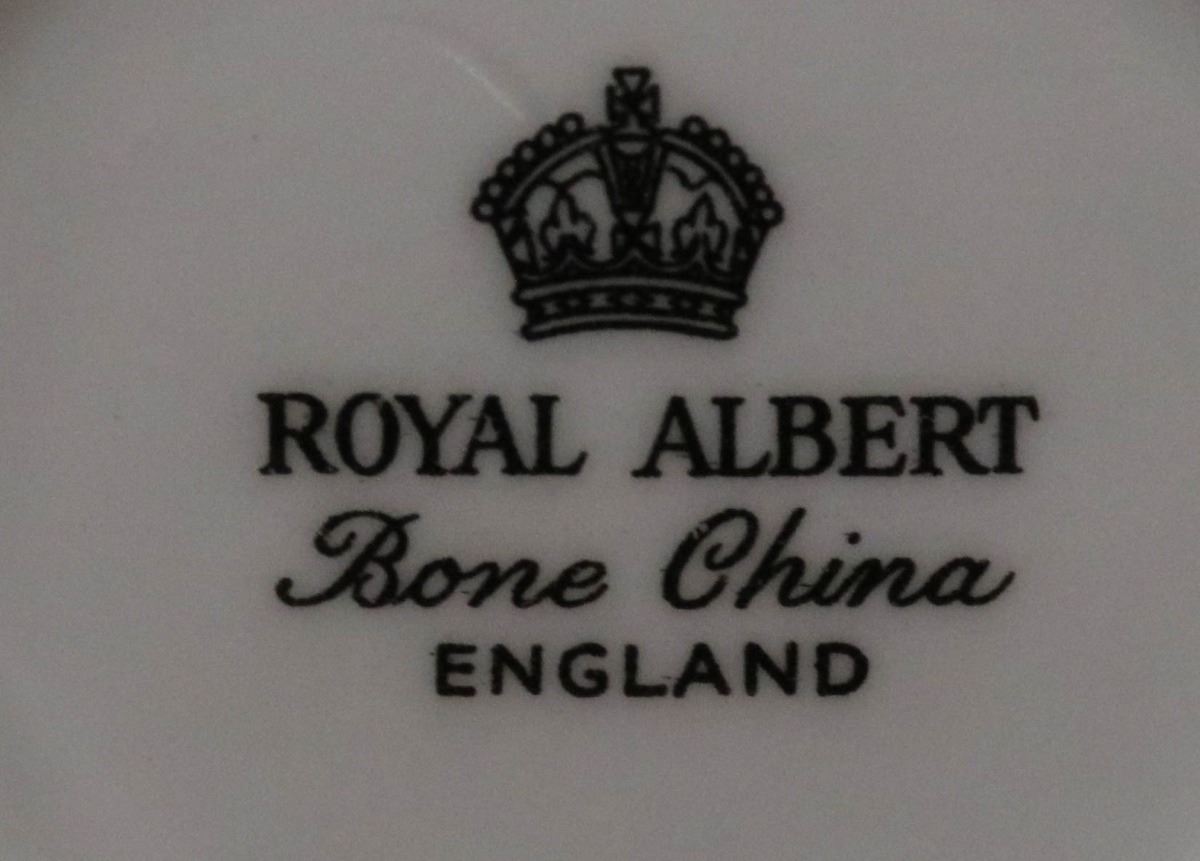 ROYAL ALBERT
Bone China
ENGLAND